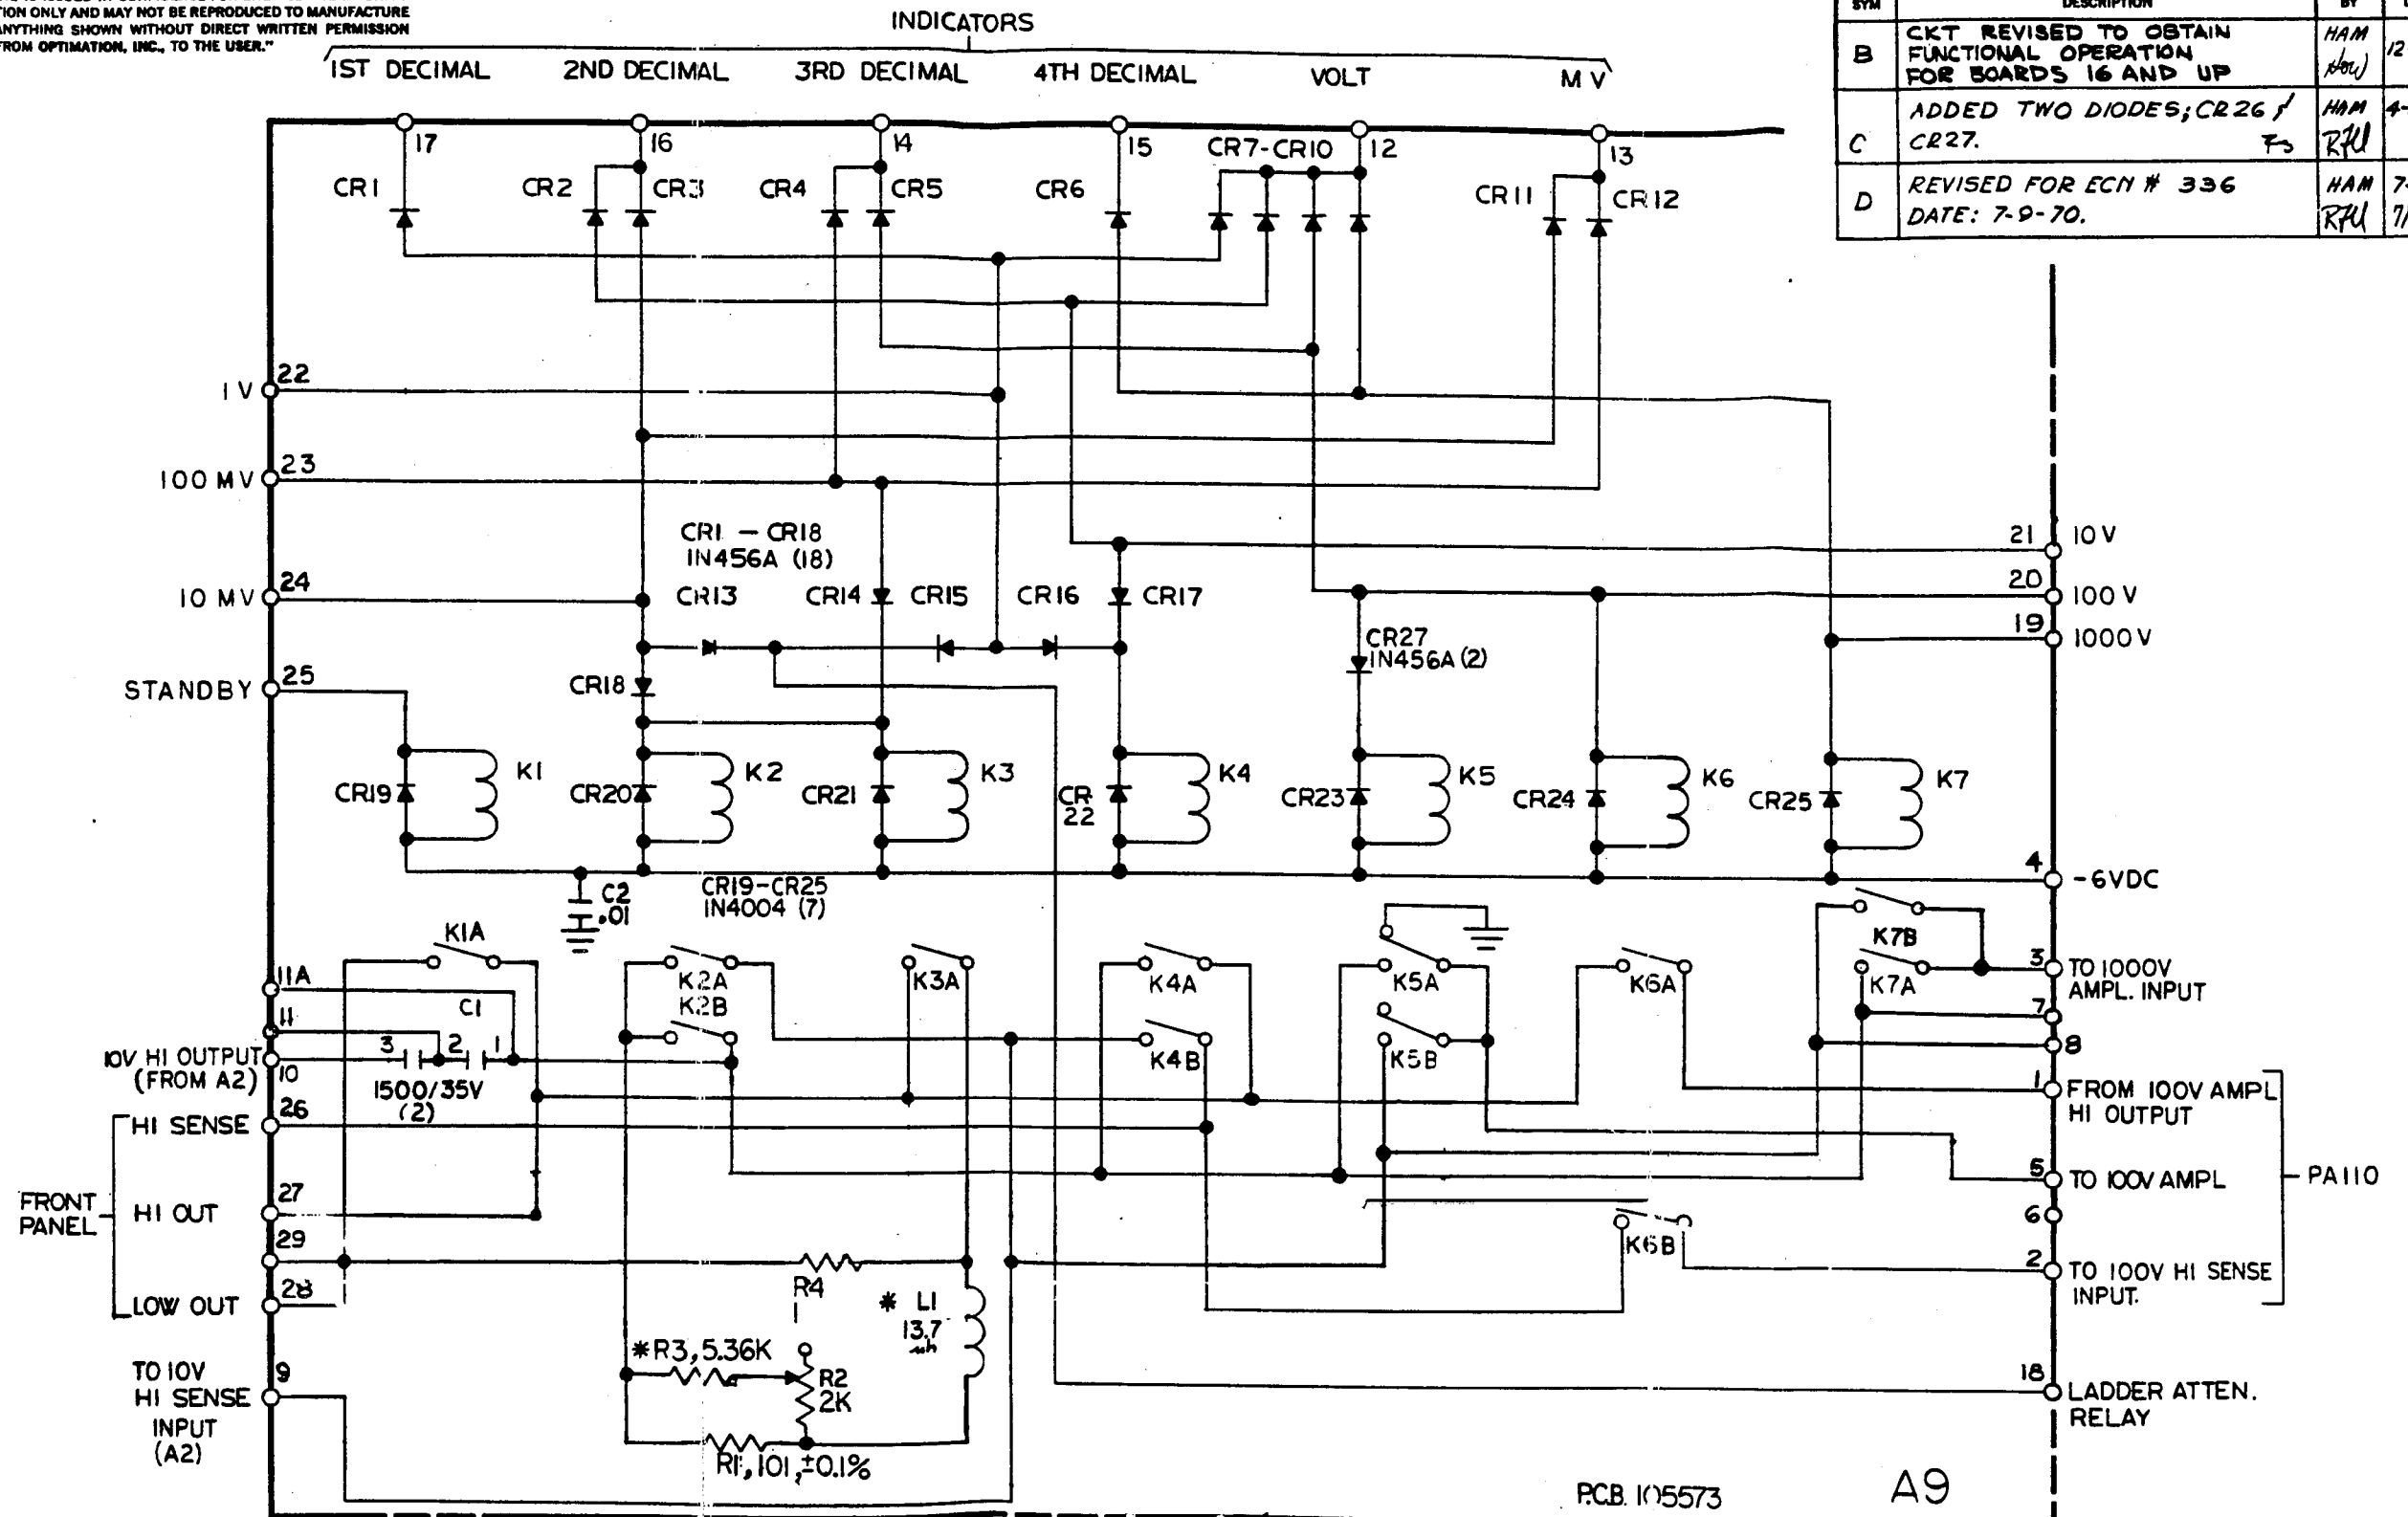 TION ONLY AND MAY NOT BE REPRODUCED TO MANUFACTURE
ANYTHING SHOWN WITHOUT DIRECT WRITTEN PERMISSION
FROM OPTIMATION, INC., TO THE USER."
INDICATORS
1ST DECIMAL
2ND DECIMAL
3RD DECIMAL
4TH DECIMAL
VOLT
MV
SYM
DESCRIPTION
BY
B
CKT REVISED TO OBTAIN
FUNCTIONAL OPERATION
FOR BOARDS 16 AND UP
HAM
12
C
ADDED TWO DIODES; CR26 &
CR27.
HAM
4-
D
REVISED FOR ECN # 336
DATE: 7-9-70.
HAM
7-
7/
17
16
14
15
CR7-CR10
12
13
CR1
CR2
CR3
CR4
CR5
CR6
CR11
CR12
1V
22
100 MV
23
CR1 — CR18
IN456A (18)
21
10V
10 MV
24
CR13
CR14
CR15
CR16
CR17
20
100V
19
1000V
CR27
IN456A (2)
STANDBY
25
CR18
K1
K2
K3
K4
K5
K6
K7
CR19
CR20
CR21
CR
22
CR23
CR24
CR25
4
-6VDC
C2
.01
CR19-CR25
IN4004 (7)
K1A
K2A
K2B
K3A
K4A
K4B
K5A
K5B
K6A
K7B
K7A
11A
C1
11
3
2
1
10V HI OUTPUT
(FROM A2)
10
1500/35V
(2)
3
TO 1000V
AMPL. INPUT
7
8
1
FROM 100V AMPL
HI OUTPUT
26
HI SENSE
5
TO 100V AMPL
PA110
FRONT
PANEL
27
HI OUT
6
K6B
29
28
LOW OUT
R4
* L1
13.7
μh
2
TO 100V HI SENSE
INPUT.
*R3, 5.36K
R2
2K
TO 10V
HI SENSE
INPUT
(A2)
9
18
LADDER ATTEN.
RELAY
R1, 101, ±0.1%
P.C.B. 105573
A9